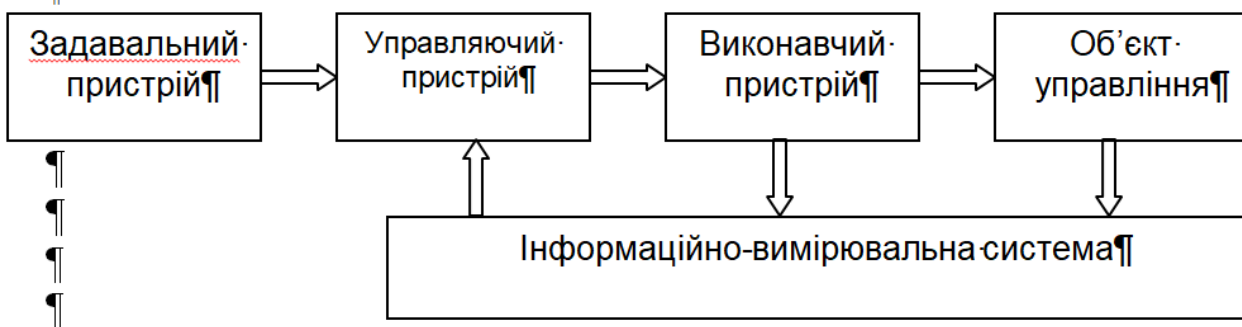 Задавальний
пристрій¶
Управляючий
пристрій¶
Виконавчий
пристрій¶
Об’єкт
управління¶
Інформаційно-вимірювальна система¶